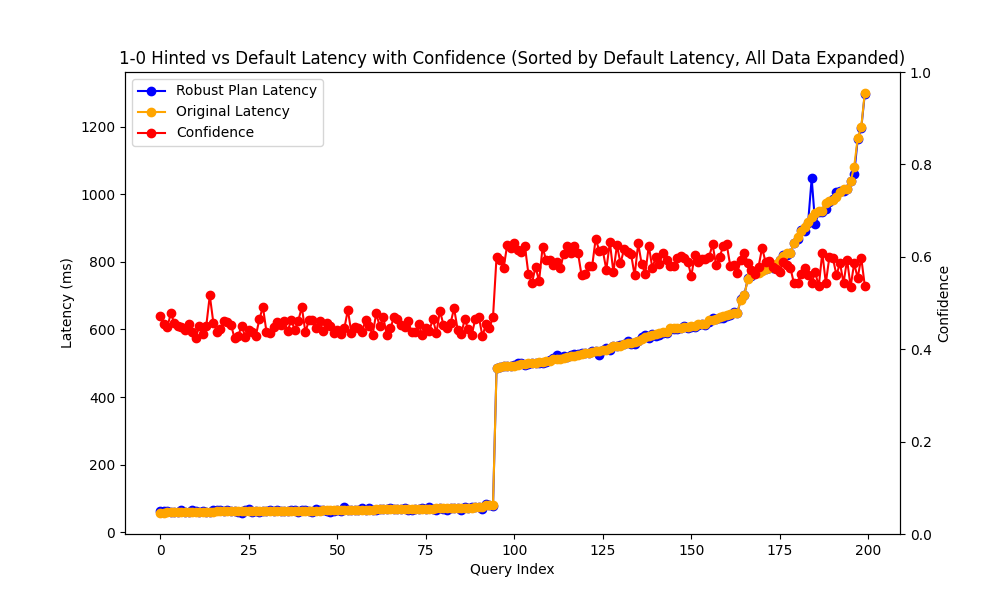 1-0 Hinted vs Default Latency with Confidence (Sorted by Default Latency, All Data Expanded)
Robust Plan Latency
Original Latency
Confidence
Latency (ms)
1200
1000
800
600
400
200
0
1.0
0.8
0.6
0.4
0.2
0.0
Confidence
0 25 50 75 100 125 150 175 200
Query Index